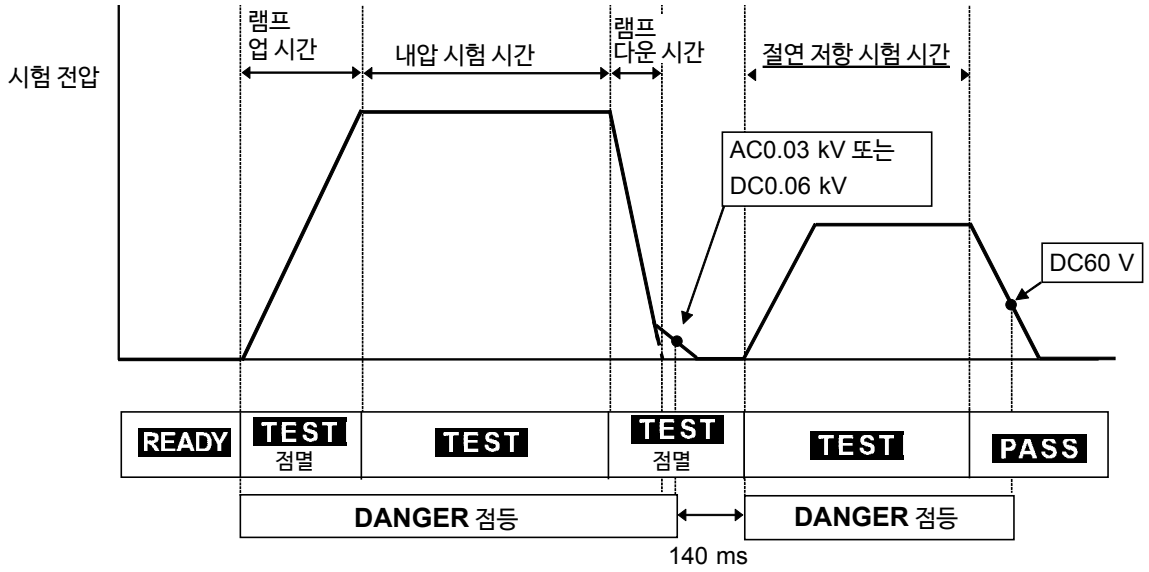 램프
업 시간
내압 시험 시간
램프
다운 시간
절연 저항 시험 시간
시험 전압
AC0.03 kV 또는
DC0.06 kV
DC60 V
READY
TEST
점멸
TEST
TEST
점멸
TEST
PASS
DANGER 점등
DANGER 점등
140 ms